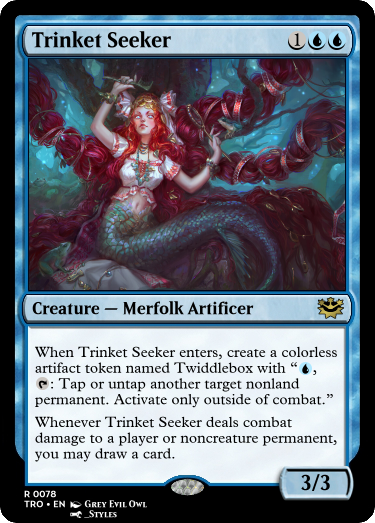 Trinket Seeker 1
Creature — Merfolk Artificer
When Trinket Seeker enters, create a colorless
artifact token named Twiddlebox with “,
: Tap or untap another target nonland
permanent. Activate only outside of combat.”
Whenever Trinket Seeker deals combat
damage to a player or noncreature permanent,
you may draw a card.
3/3
R 0078
TRO • EN Grey Evil Owl
_Styles